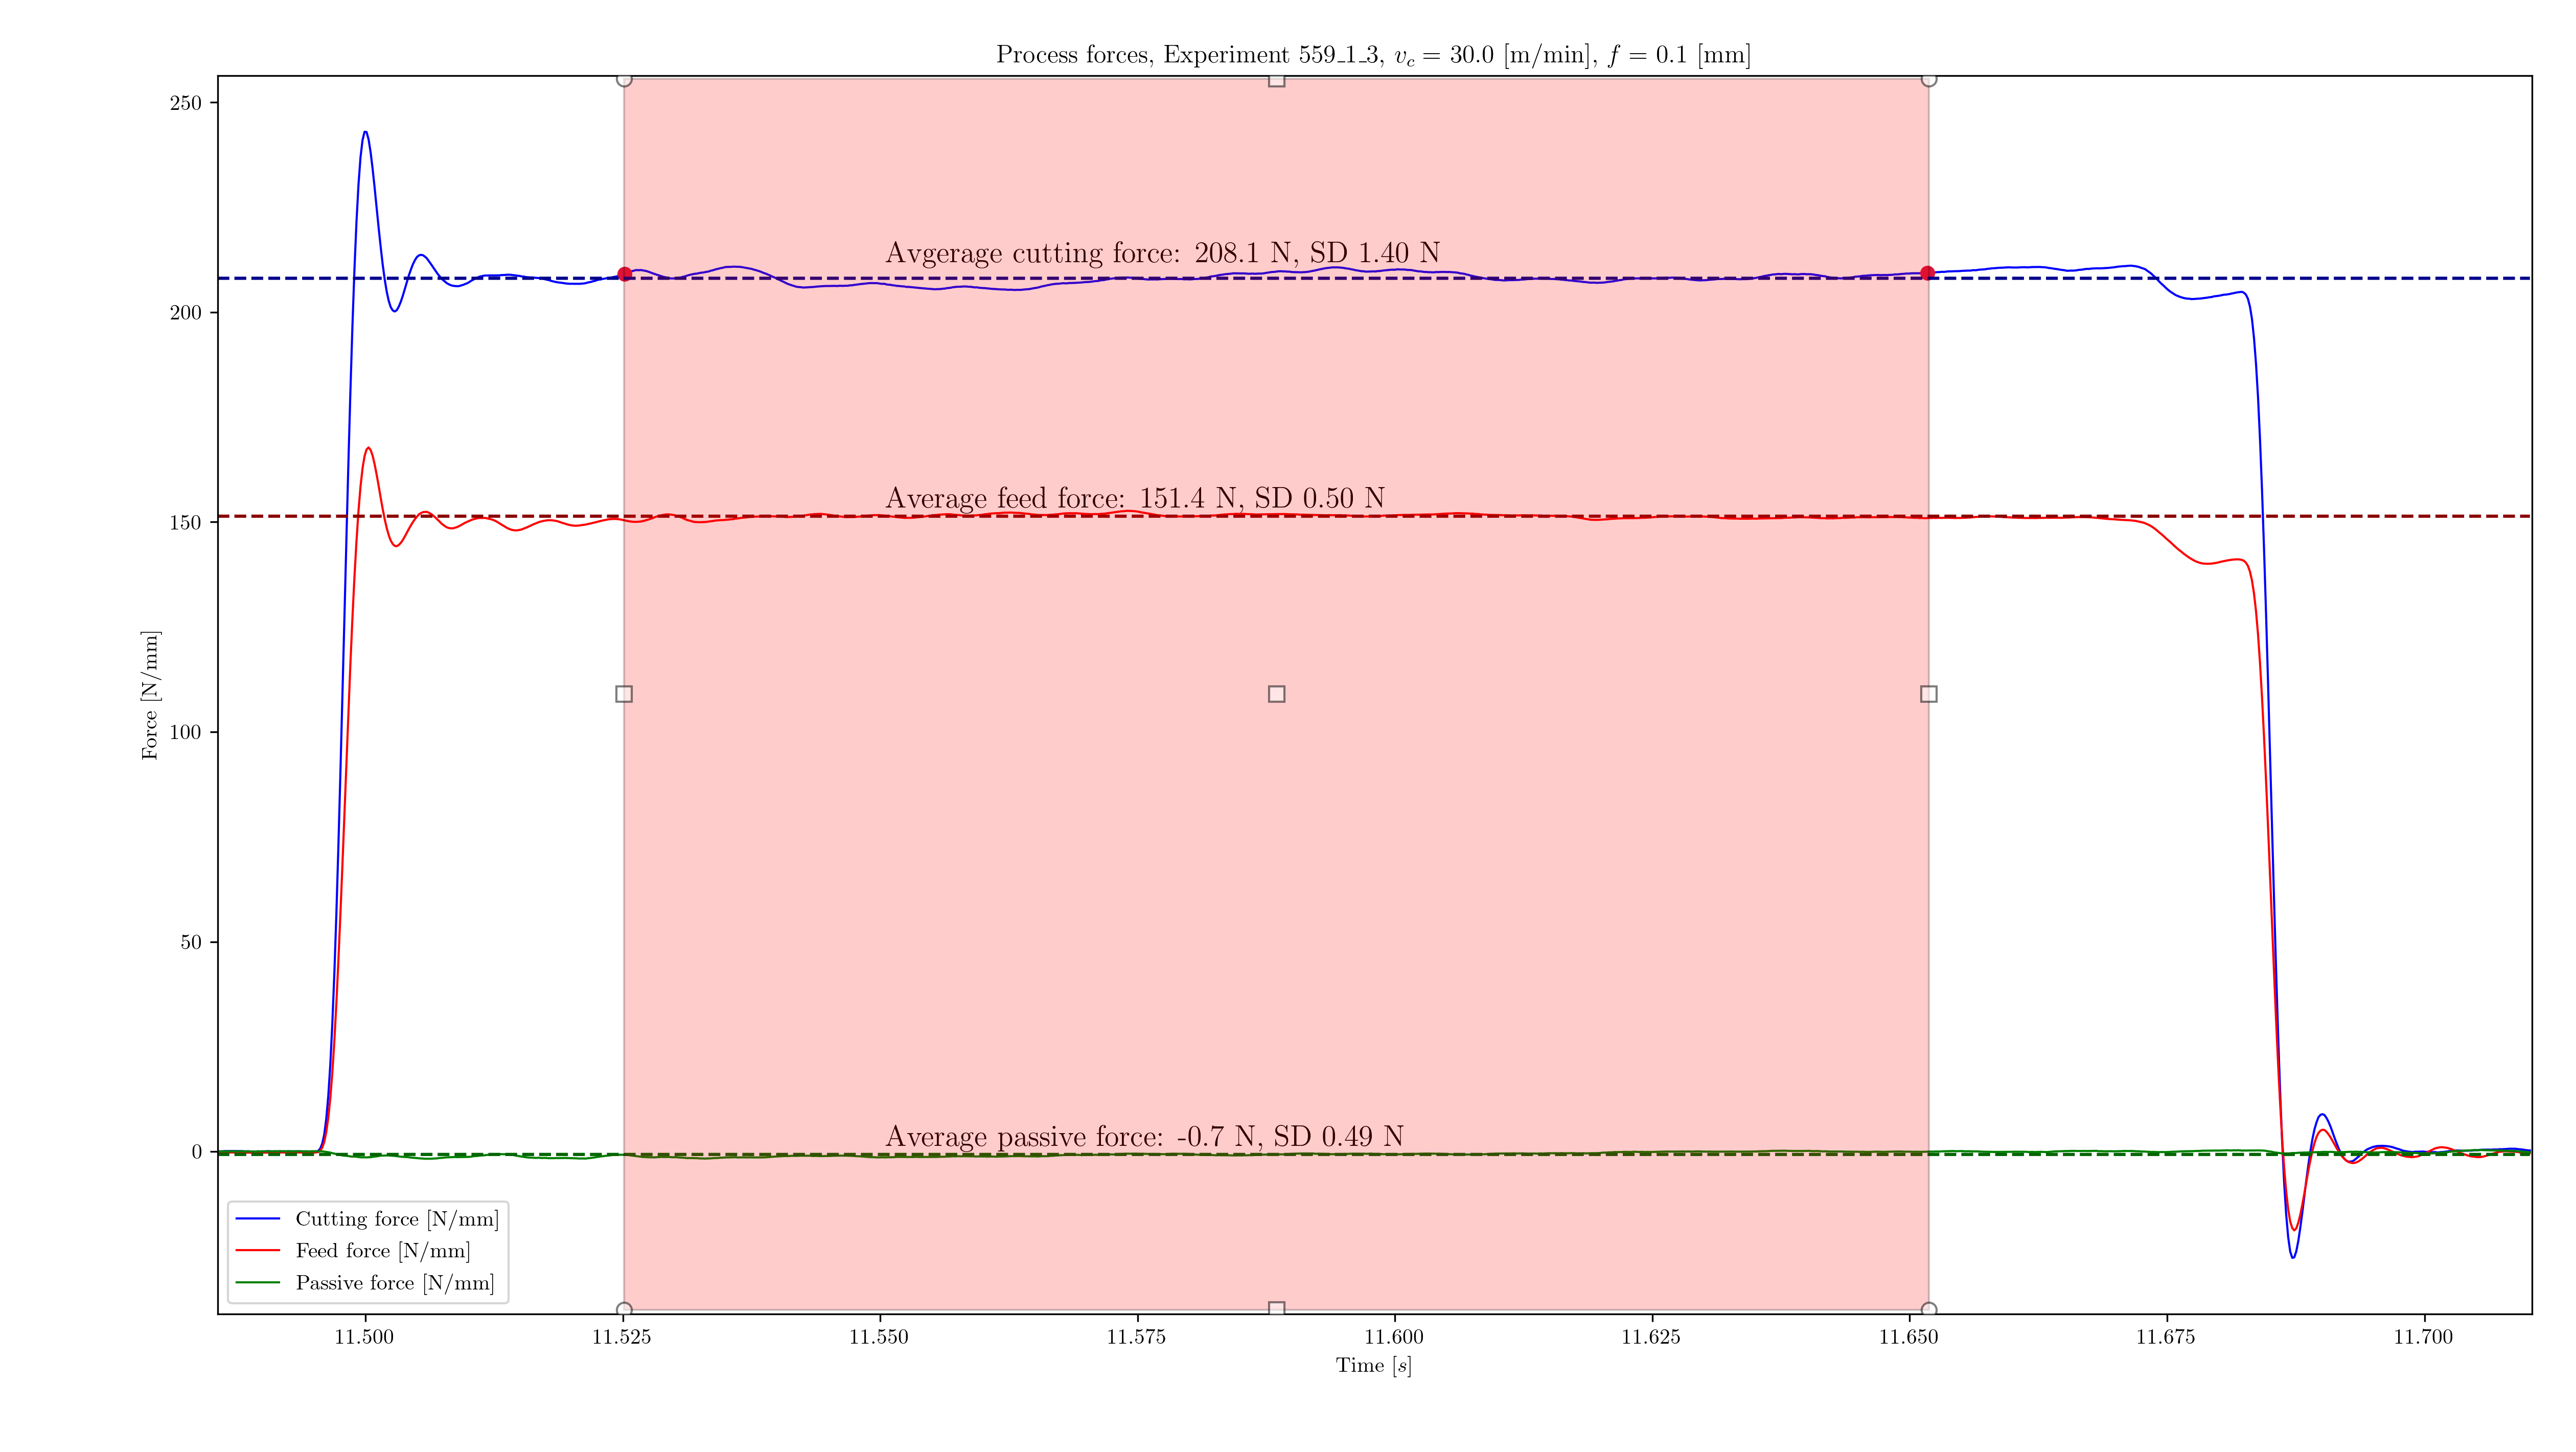 Process forces, Experiment 559_1_3, v_c = 30.0 [m/min], f = 0.1 [mm]
250
200
150
100
50
0
Force [N/mm]
Avgerage cutting force: 208.1 N, SD 1.40 N
Average feed force: 151.4 N, SD 0.50 N
Average passive force: -0.7 N, SD 0.49 N
Cutting force [N/mm]
Feed force [N/mm]
Passive force [N/mm]
11.500 11.525 11.550 11.575 11.600 11.625 11.650 11.675 11.700
Time [s]